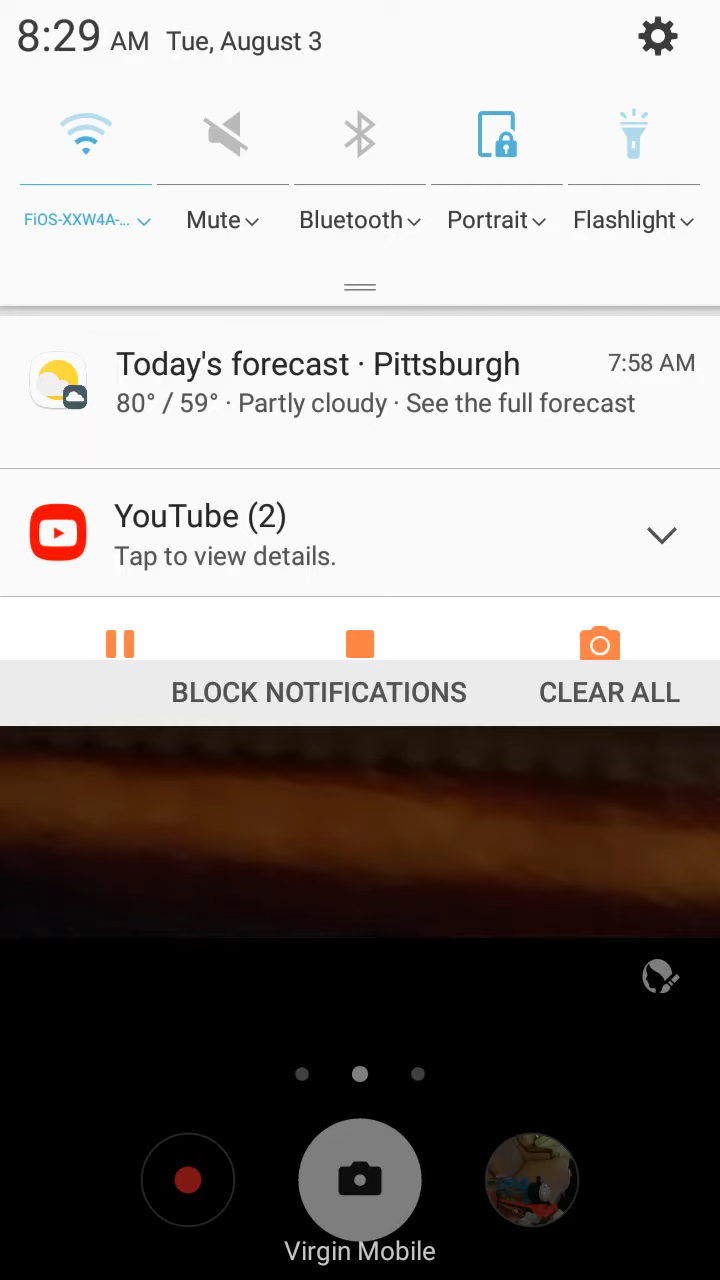 8:29 AM Tue, August 3
FiOS-XXW4A-... Mute Bluetooth Portrait Flashlight
Today's forecast · Pittsburgh 7:58 AM
80° / 59° · Partly cloudy · See the full forecast
YouTube (2)
Tap to view details.
BLOCK NOTIFICATIONS CLEAR ALL
Virgin Mobile